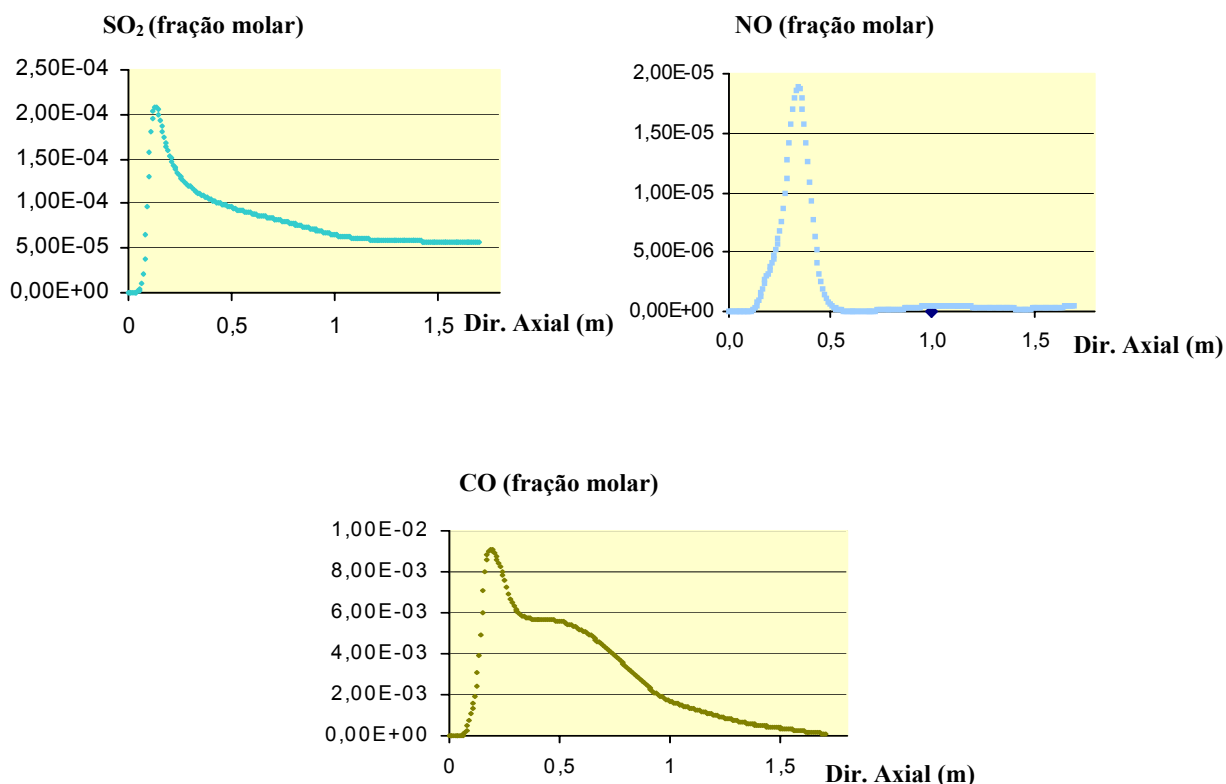 SO₂ (fração molar)
2,50E-04
2,00E-04
1,50E-04
1,00E-04
5,00E-05
0,00E+00
0
0,5
1
1,5
Dir. Axial (m)
NO (fração molar)
2,00E-05
1,50E-05
1,00E-05
5,00E-06
0,00E+00
0,0
0,5
1,0
1,5
Dir. Axial (m)
CO (fração molar)
1,00E-02
8,00E-03
6,00E-03
4,00E-03
2,00E-03
0,00E+00
0
0,5
1
1,5
Dir. Axial (m)